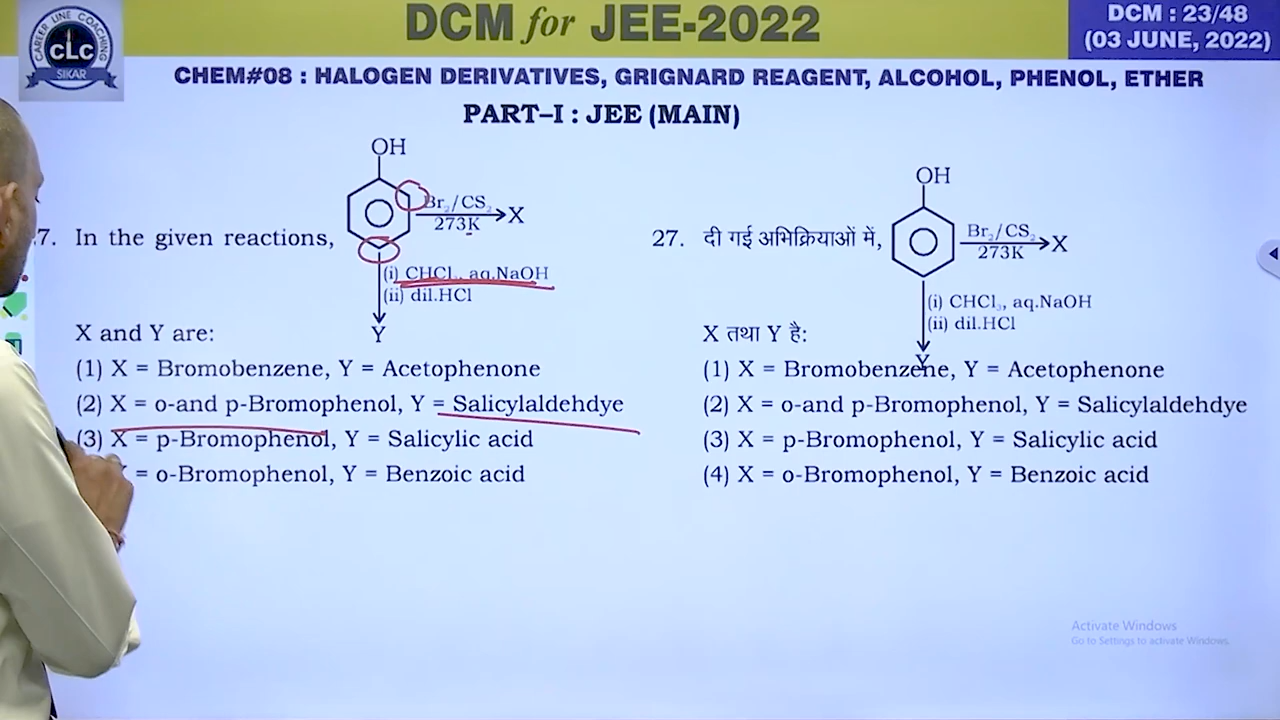 DCM for JEE-2022
DCM : 23/48
(03 JUNE, 2022)
CAREER LINE COACHING
CLC
SIKAR
CHEM#08 : HALOGEN DERIVATIVES, GRIGNARD REAGENT, ALCOHOL, PHENOL, ETHER
PART–I : JEE (MAIN)
7. In the given reactions,
OH
Br₂/CS₂
273K
X
(i) CHCl₃, aq.NaOH
(ii) dil.HCl
Y
X and Y are:
(1) X = Bromobenzene, Y = Acetophenone
(2) X = o-and p-Bromophenol, Y = Salicylaldehdye
(3) X = p-Bromophenol, Y = Salicylic acid
= o-Bromophenol, Y = Benzoic acid
27. दी गई अभिक्रियाओं में,
OH
Br₂/CS₂
273K
X
(i) CHCl₃, aq.NaOH
(ii) dil.HCl
Y
X तथा Y है:
(1) X = Bromobenzene, Y = Acetophenone
(2) X = o-and p-Bromophenol, Y = Salicylaldehdye
(3) X = p-Bromophenol, Y = Salicylic acid
(4) X = o-Bromophenol, Y = Benzoic acid
Activate Windows
Go to Settings to activate Windows.